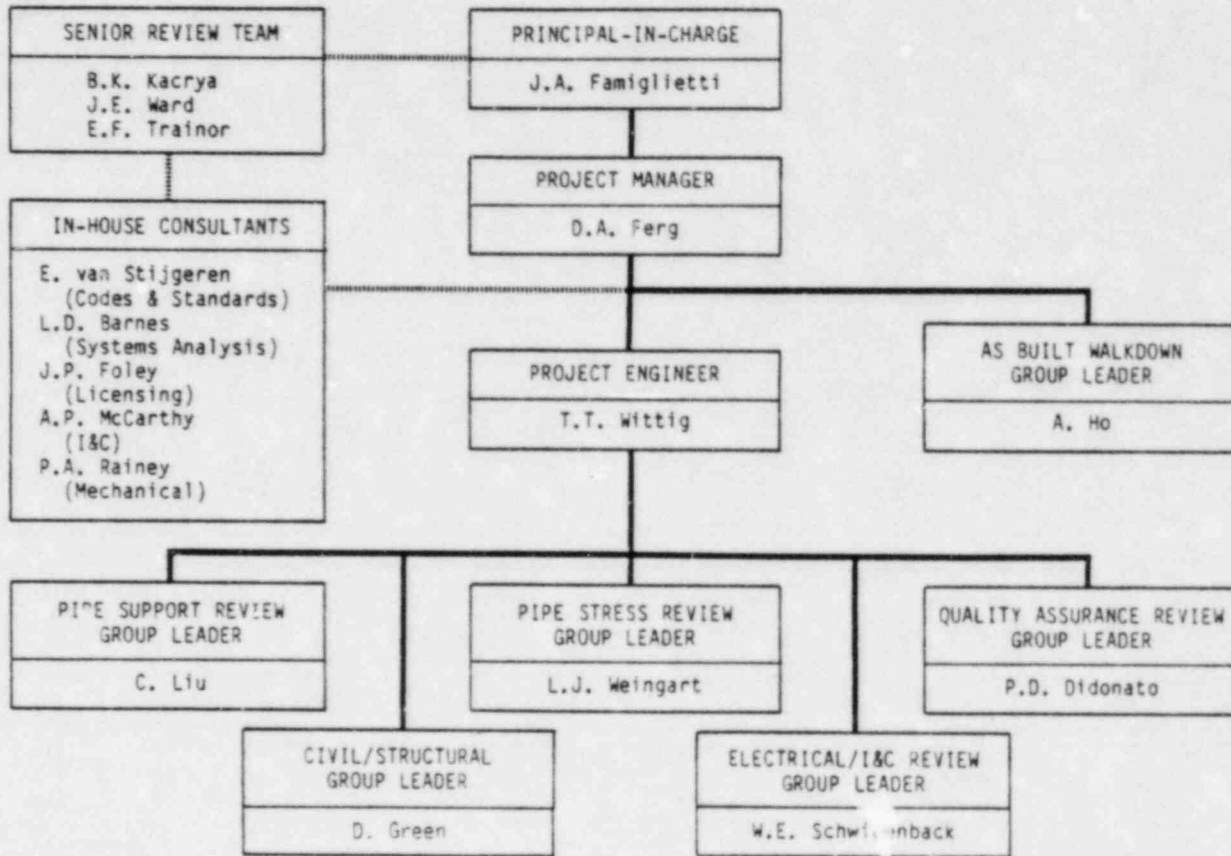 SENIOR REVIEW TEAM
B.K. Kacrya
J.E. Ward
E.F. Trainor
PRINCIPAL-IN-CHARGE
J.A. Famiglietti
PROJECT MANAGER
D.A. Ferg
IN-HOUSE CONSULTANTS
E. van Stijgeren
(Codes & Standards)
L.D. Barnes
(Systems Analysis)
J.P. Foley
(Licensing)
A.P. McCarthy
(I&C)
P.A. Rainey
(Mechanical)
PROJECT ENGINEER
T.T. Wittig
AS BUILT WALKDOWN
GROUP LEADER
A. Ho
PIPE SUPPORT REVIEW
GROUP LEADER
C. Liu
PIPE STRESS REVIEW
GROUP LEADER
L.J. Weingart
QUALITY ASSURANCE REVIEW
GROUP LEADER
P.D. Didonato
CIVIL/STRUCTURAL
GROUP LEADER
D. Green
ELECTRICAL/I&C REVIEW
GROUP LEADER
W.E.